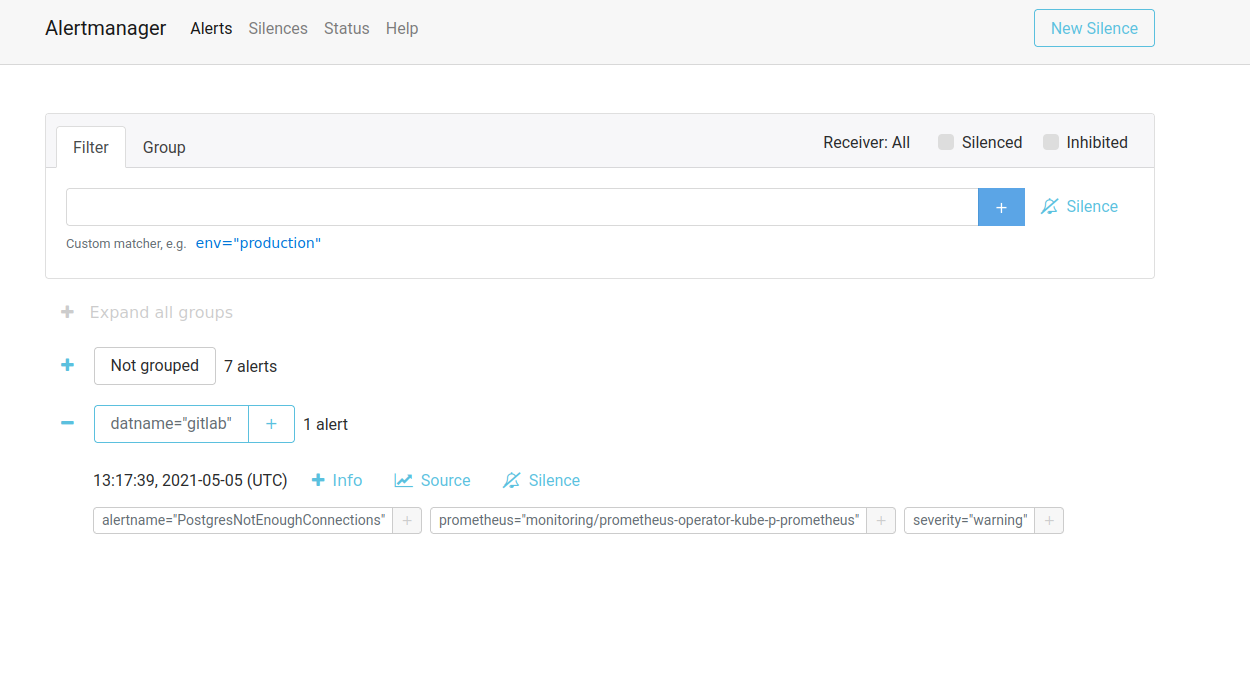 Alertmanager Alerts Silences Status Help New Silence
Filter Group Receiver: All Silenced Inhibited
+ Silence
Custom matcher, e.g. env="production"
+ Expand all groups
+ Not grouped 7 alerts
− datname="gitlab" + 1 alert
13:17:39, 2021-05-05 (UTC) + Info Source Silence
alertname="PostgresNotEnoughConnections" + prometheus="monitoring/prometheus-operator-kube-p-prometheus" + severity="warning" +